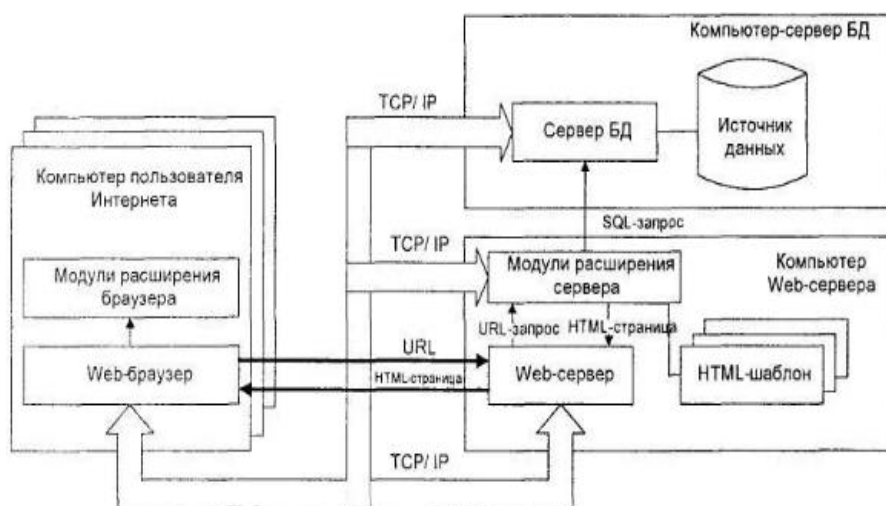 Компьютер-сервер БД
TCP/ IP
Сервер БД
Источник
данных
Компьютер пользователя
Интернета
SQL-запрос
TCP/ IP
Модули расширения
сервера
Компьютер
Web-сервера
Модули расширения
браузера
URL-запрос
HTML-страница
URL
Web-браузер
HTML-страница
Web-сервер
HTML-шаблон
TCP/ IP